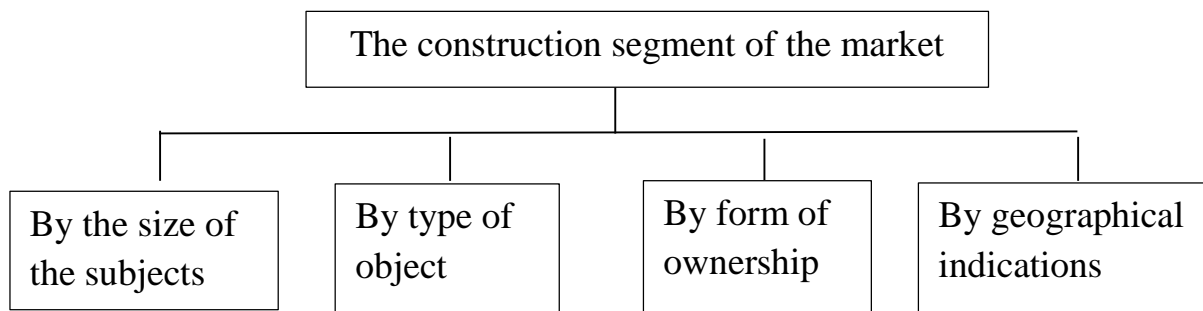 The construction segment of the market
By the size of
the subjects
By type of
object
By form of
ownership
By geographical
indications